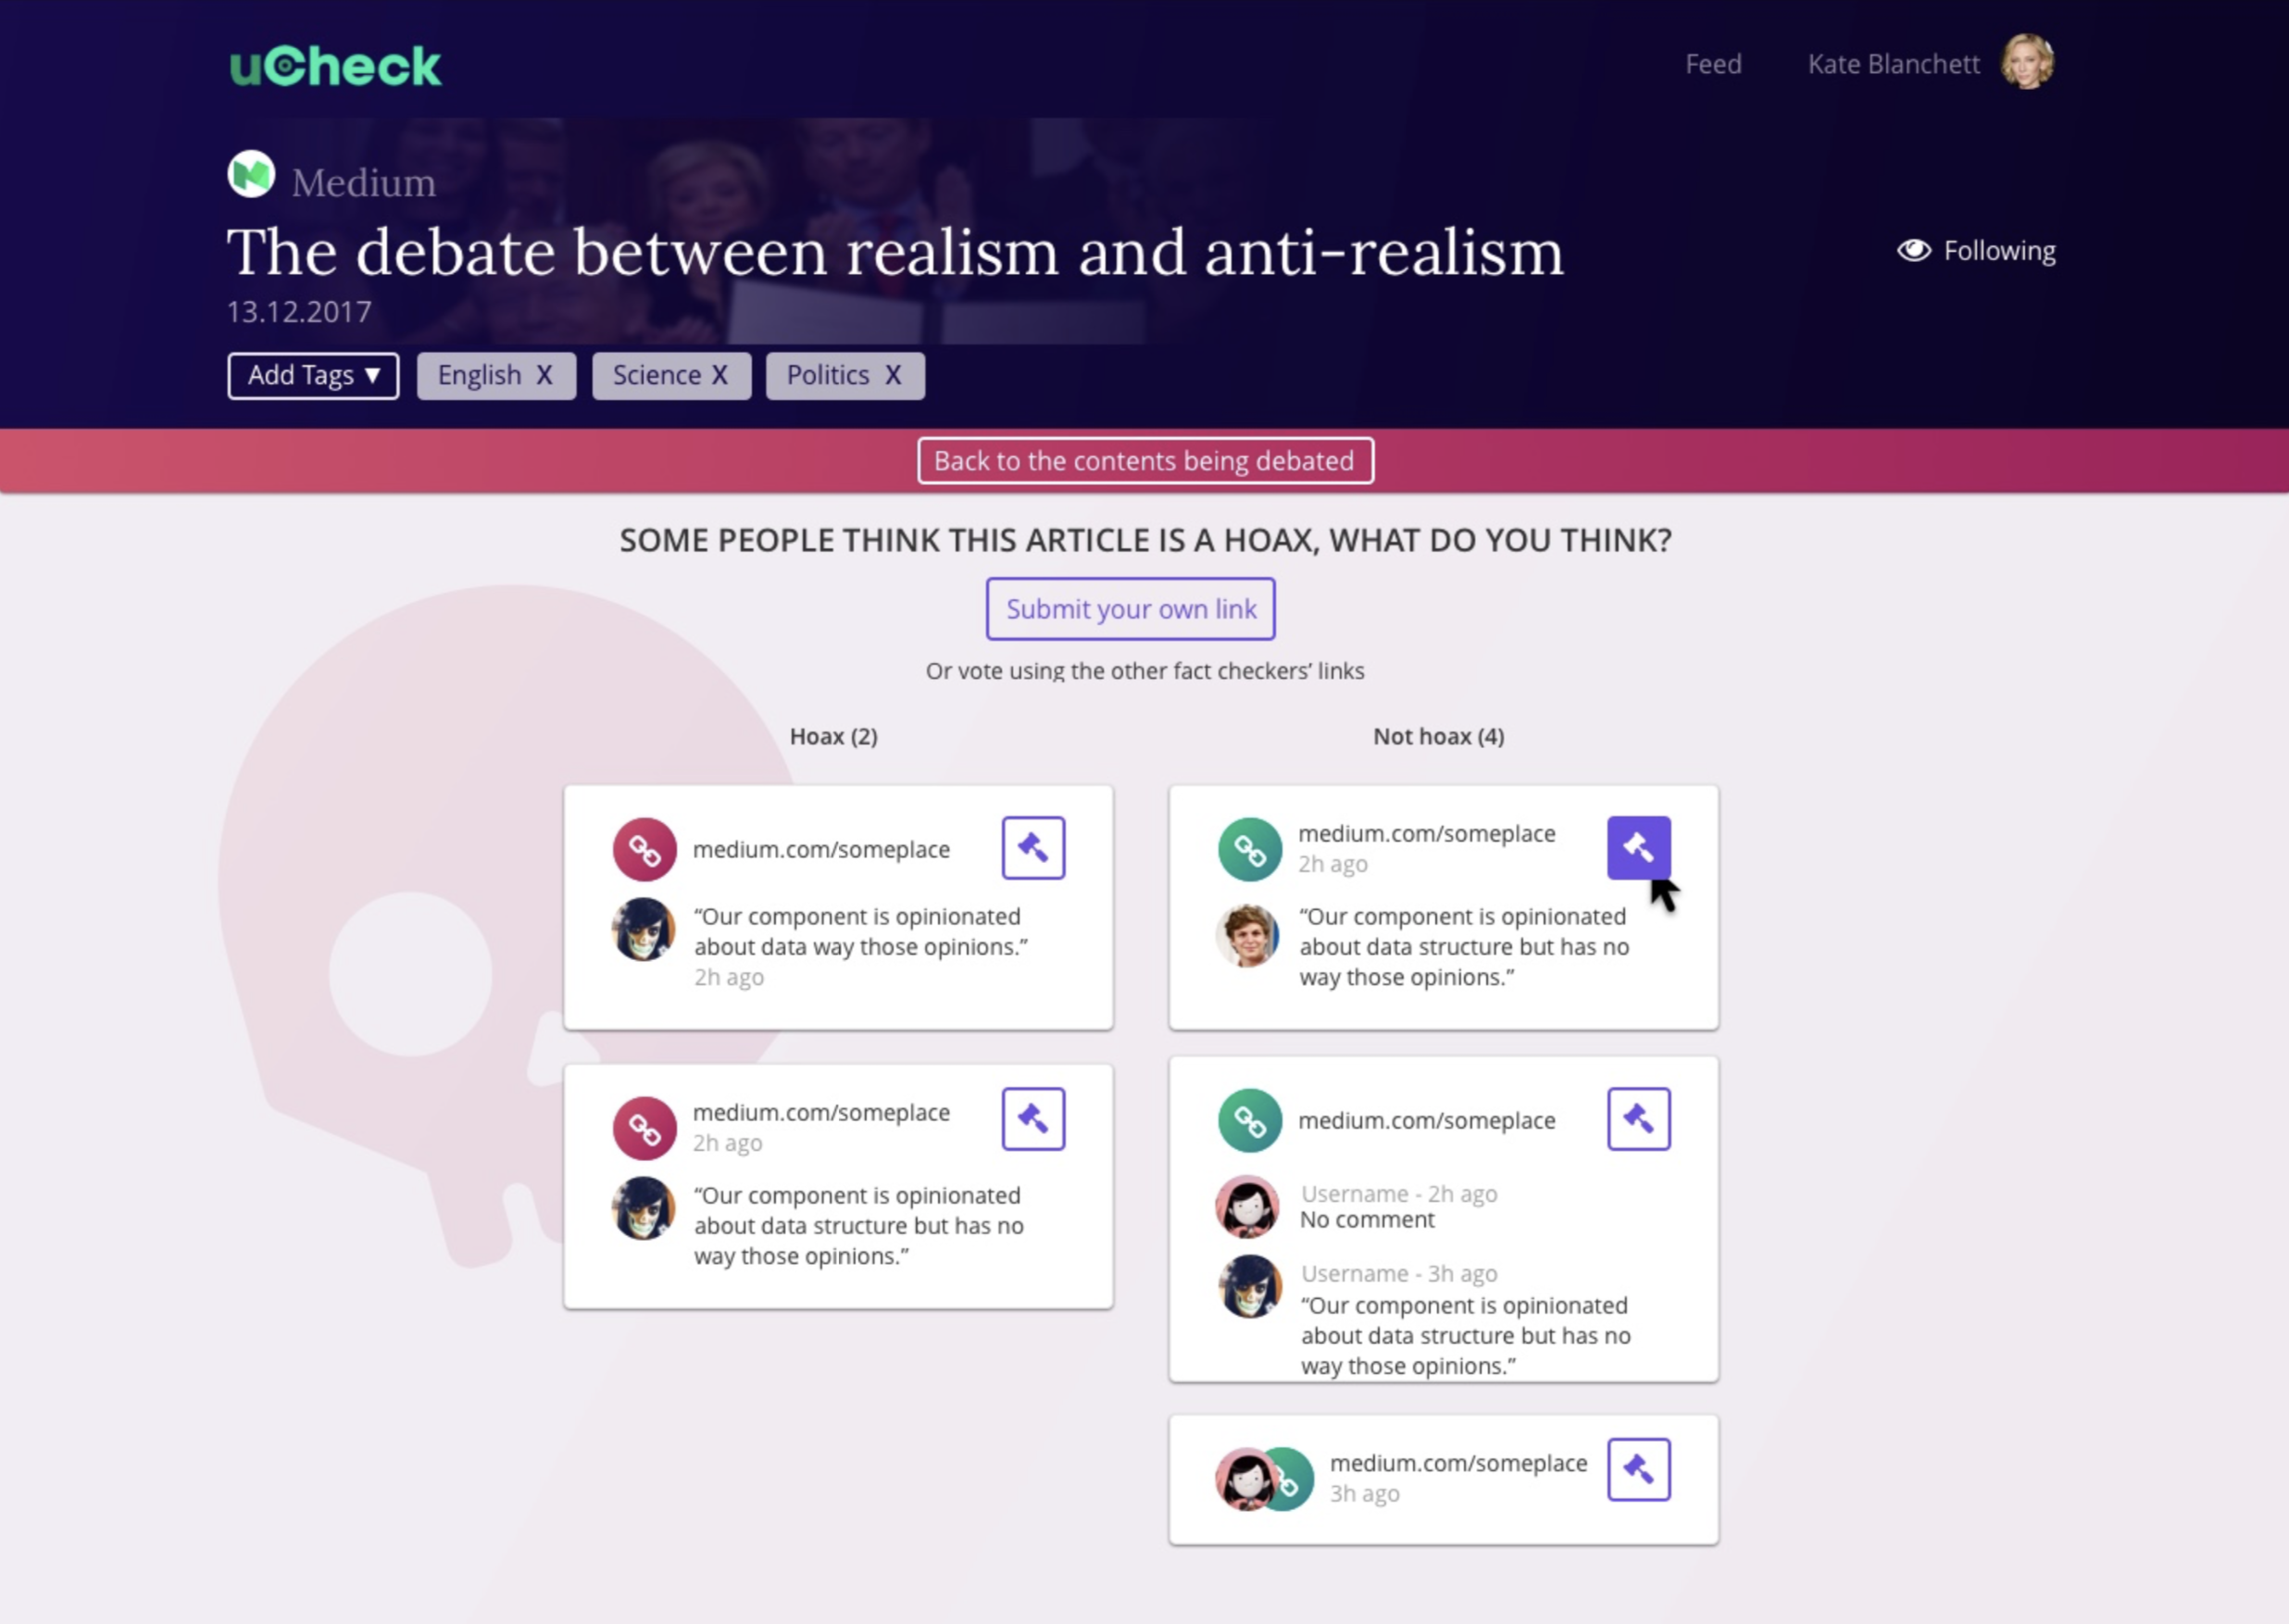 uCheck
Feed
Kate Blanchett
Medium
The debate between realism and anti-realism
Following
13.12.2017
Add Tags ▼
English X
Science X
Politics X
Back to the contents being debated
SOME PEOPLE THINK THIS ARTICLE IS A HOAX, WHAT DO YOU THINK?
Submit your own link
Or vote using the other fact checkers’ links
Hoax (2)
medium.com/someplace
“Our component is opinionated
about data way those opinions.”
2h ago
medium.com/someplace
2h ago
“Our component is opinionated
about data structure but has no
way those opinions.”
Not hoax (4)
medium.com/someplace
2h ago
“Our component is opinionated
about data structure but has no
way those opinions.”
medium.com/someplace
Username - 2h ago
No comment
Username - 3h ago
“Our component is opinionated
about data structure but has no
way those opinions.”
medium.com/someplace
3h ago